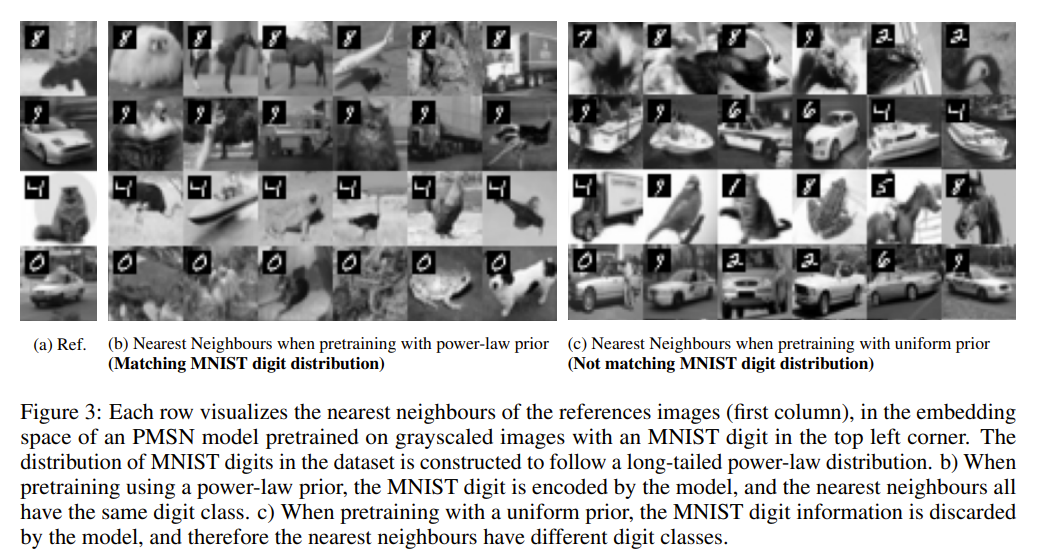 8 8 8 8 8 8 8 7 8 8 9 2 2
9 9 9 9 9 9 9 9 9 6 6 4 4
4 4 4 4 4 4 4 4 9 1 8 5 8
0 0 0 0 0 0 0 0 9 2 2 6 9
(a) Ref. (b) Nearest Neighbours when pretraining with power-law prior (c) Nearest Neighbours when pretraining with uniform prior
(Matching MNIST digit distribution) (Not matching MNIST digit distribution)
Figure 3: Each row visualizes the nearest neighbours of the references images (first column), in the embedding
space of an PMSN model pretrained on grayscaled images with an MNIST digit in the top left corner. The
distribution of MNIST digits in the dataset is constructed to follow a long-tailed power-law distribution. b) When
pretraining using a power-law prior, the MNIST digit is encoded by the model, and the nearest neighbours all
have the same digit class. c) When pretraining with a uniform prior, the MNIST digit information is discarded
by the model, and therefore the nearest neighbours have different digit classes.